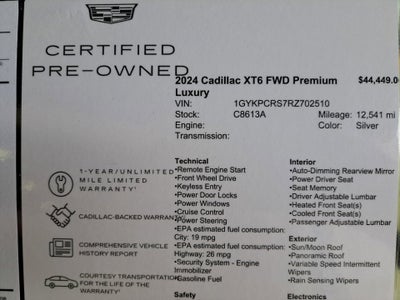 CERTIFIED
PRE-OWNED
2024 Cadillac XT6 FWD Premium Luxury $44,449.0
VIN: 1GYKPCRS7RZ702510
Stock: C8613A Mileage: 12,541 mi
Engine: Color: Silver
Transmission:
1-YEAR/UNLIMITED
MILE LIMITED
WARRANTY¹
CADILLAC-BACKED WARRANT
COMPREHENSIVE VEHICLE
HISTORY REPORT
COURTESY TRANSPORTATION
FOR THE LIFE OF THE
WARRANTY³
Technical
•Remote Engine Start
•Front Wheel Drive
•Keyless Entry
•Power Door Locks
•Power Windows
•Cruise Control
•Power Steering
•EPA estimated fuel consumption:
City: 19 mpg
•EPA estimated fuel consumption:
Highway: 26 mpg
•Security System - Engine
Immobilizer
•Gasoline Fuel
Safety
Interior
•Auto-Dimming Rearview Mirror
•Power Driver Seat
•Seat Memory
•Driver Adjustable Lumbar
•Heated Front Seat(s)
•Cooled Front Seat(s)
•Passenger Adjustable Lumbar
Exterior
•Sun/Moon Roof
•Panoramic Roof
•Variable Speed Intermittent
Wipers
•Rain Sensing Wipers